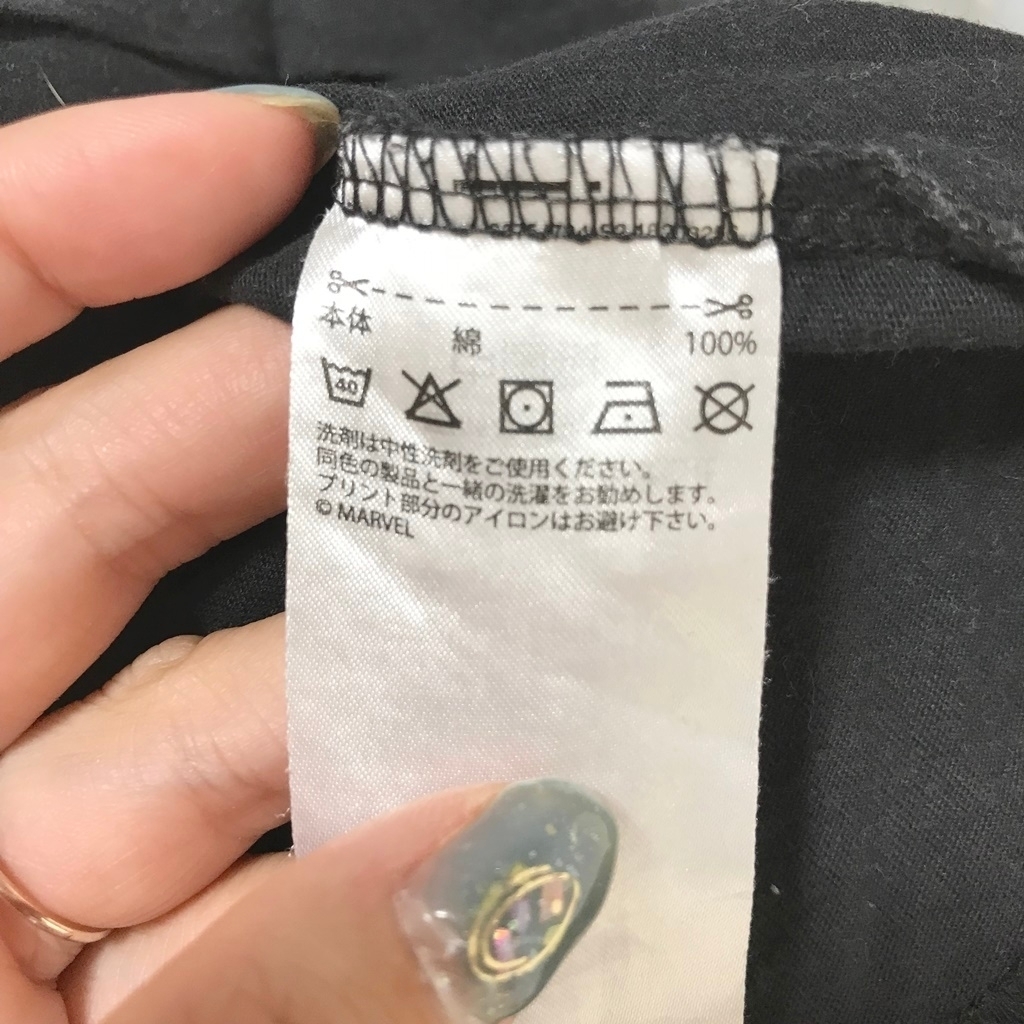 本体 綿 100%
40
洗剤は中性洗剤をご使用ください。
同色の製品と一緒の洗濯をお勧めします。
プリント部分のアイロンはお避け下さい。
© MARVEL